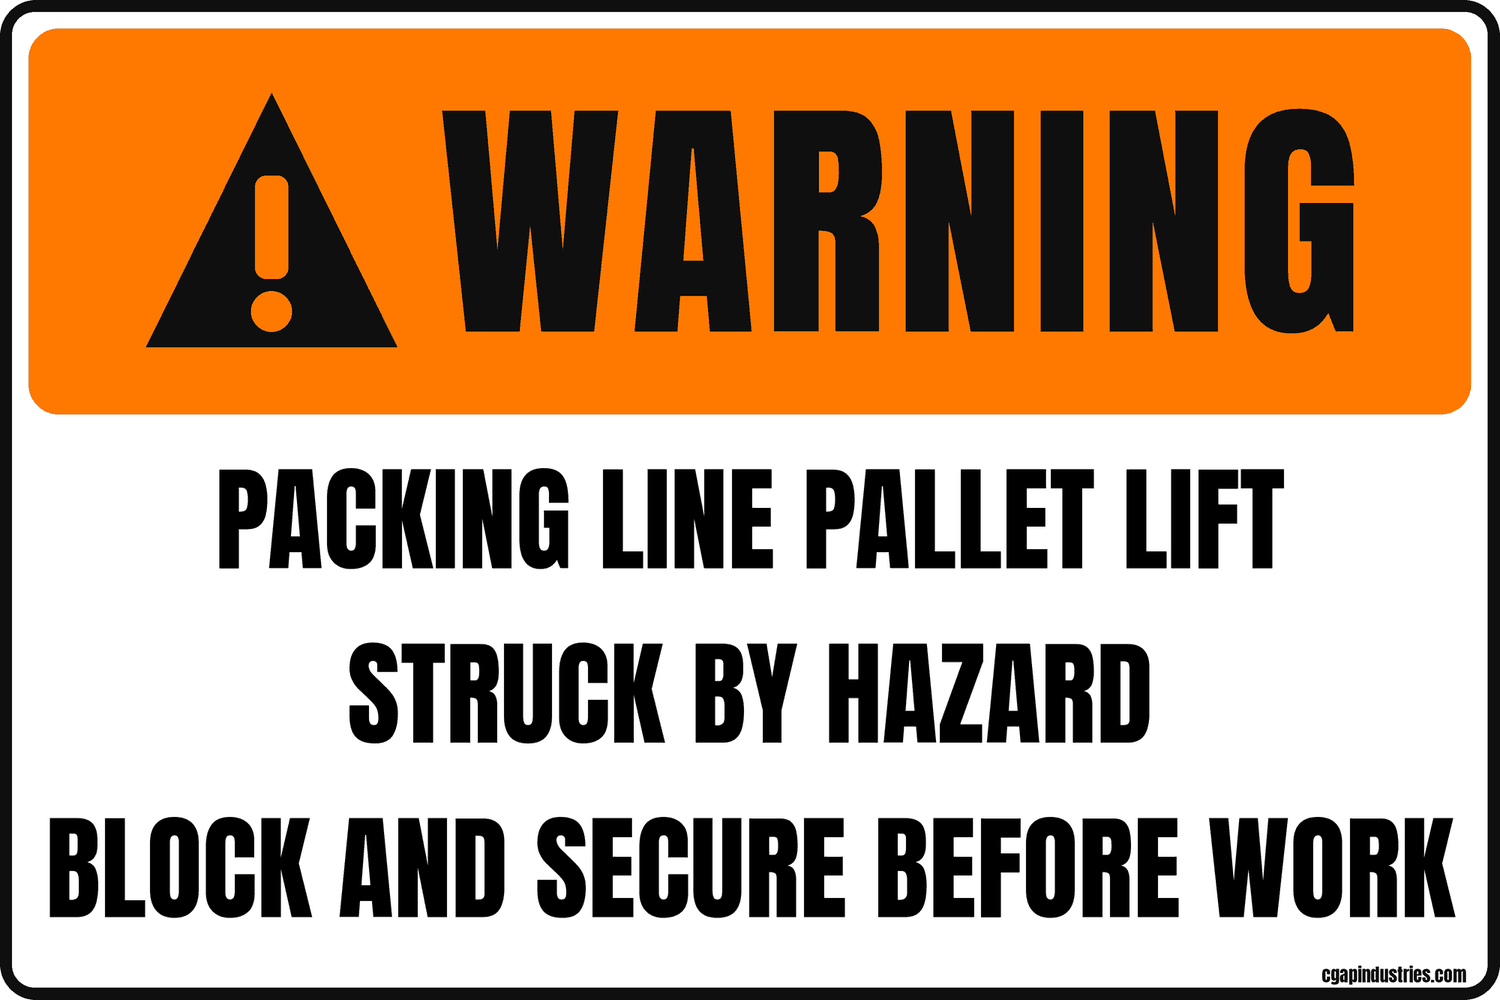 WARNING
PACKING LINE PALLET LIFT
STRUCK BY HAZARD
BLOCK AND SECURE BEFORE WORK
cgapindustries.com